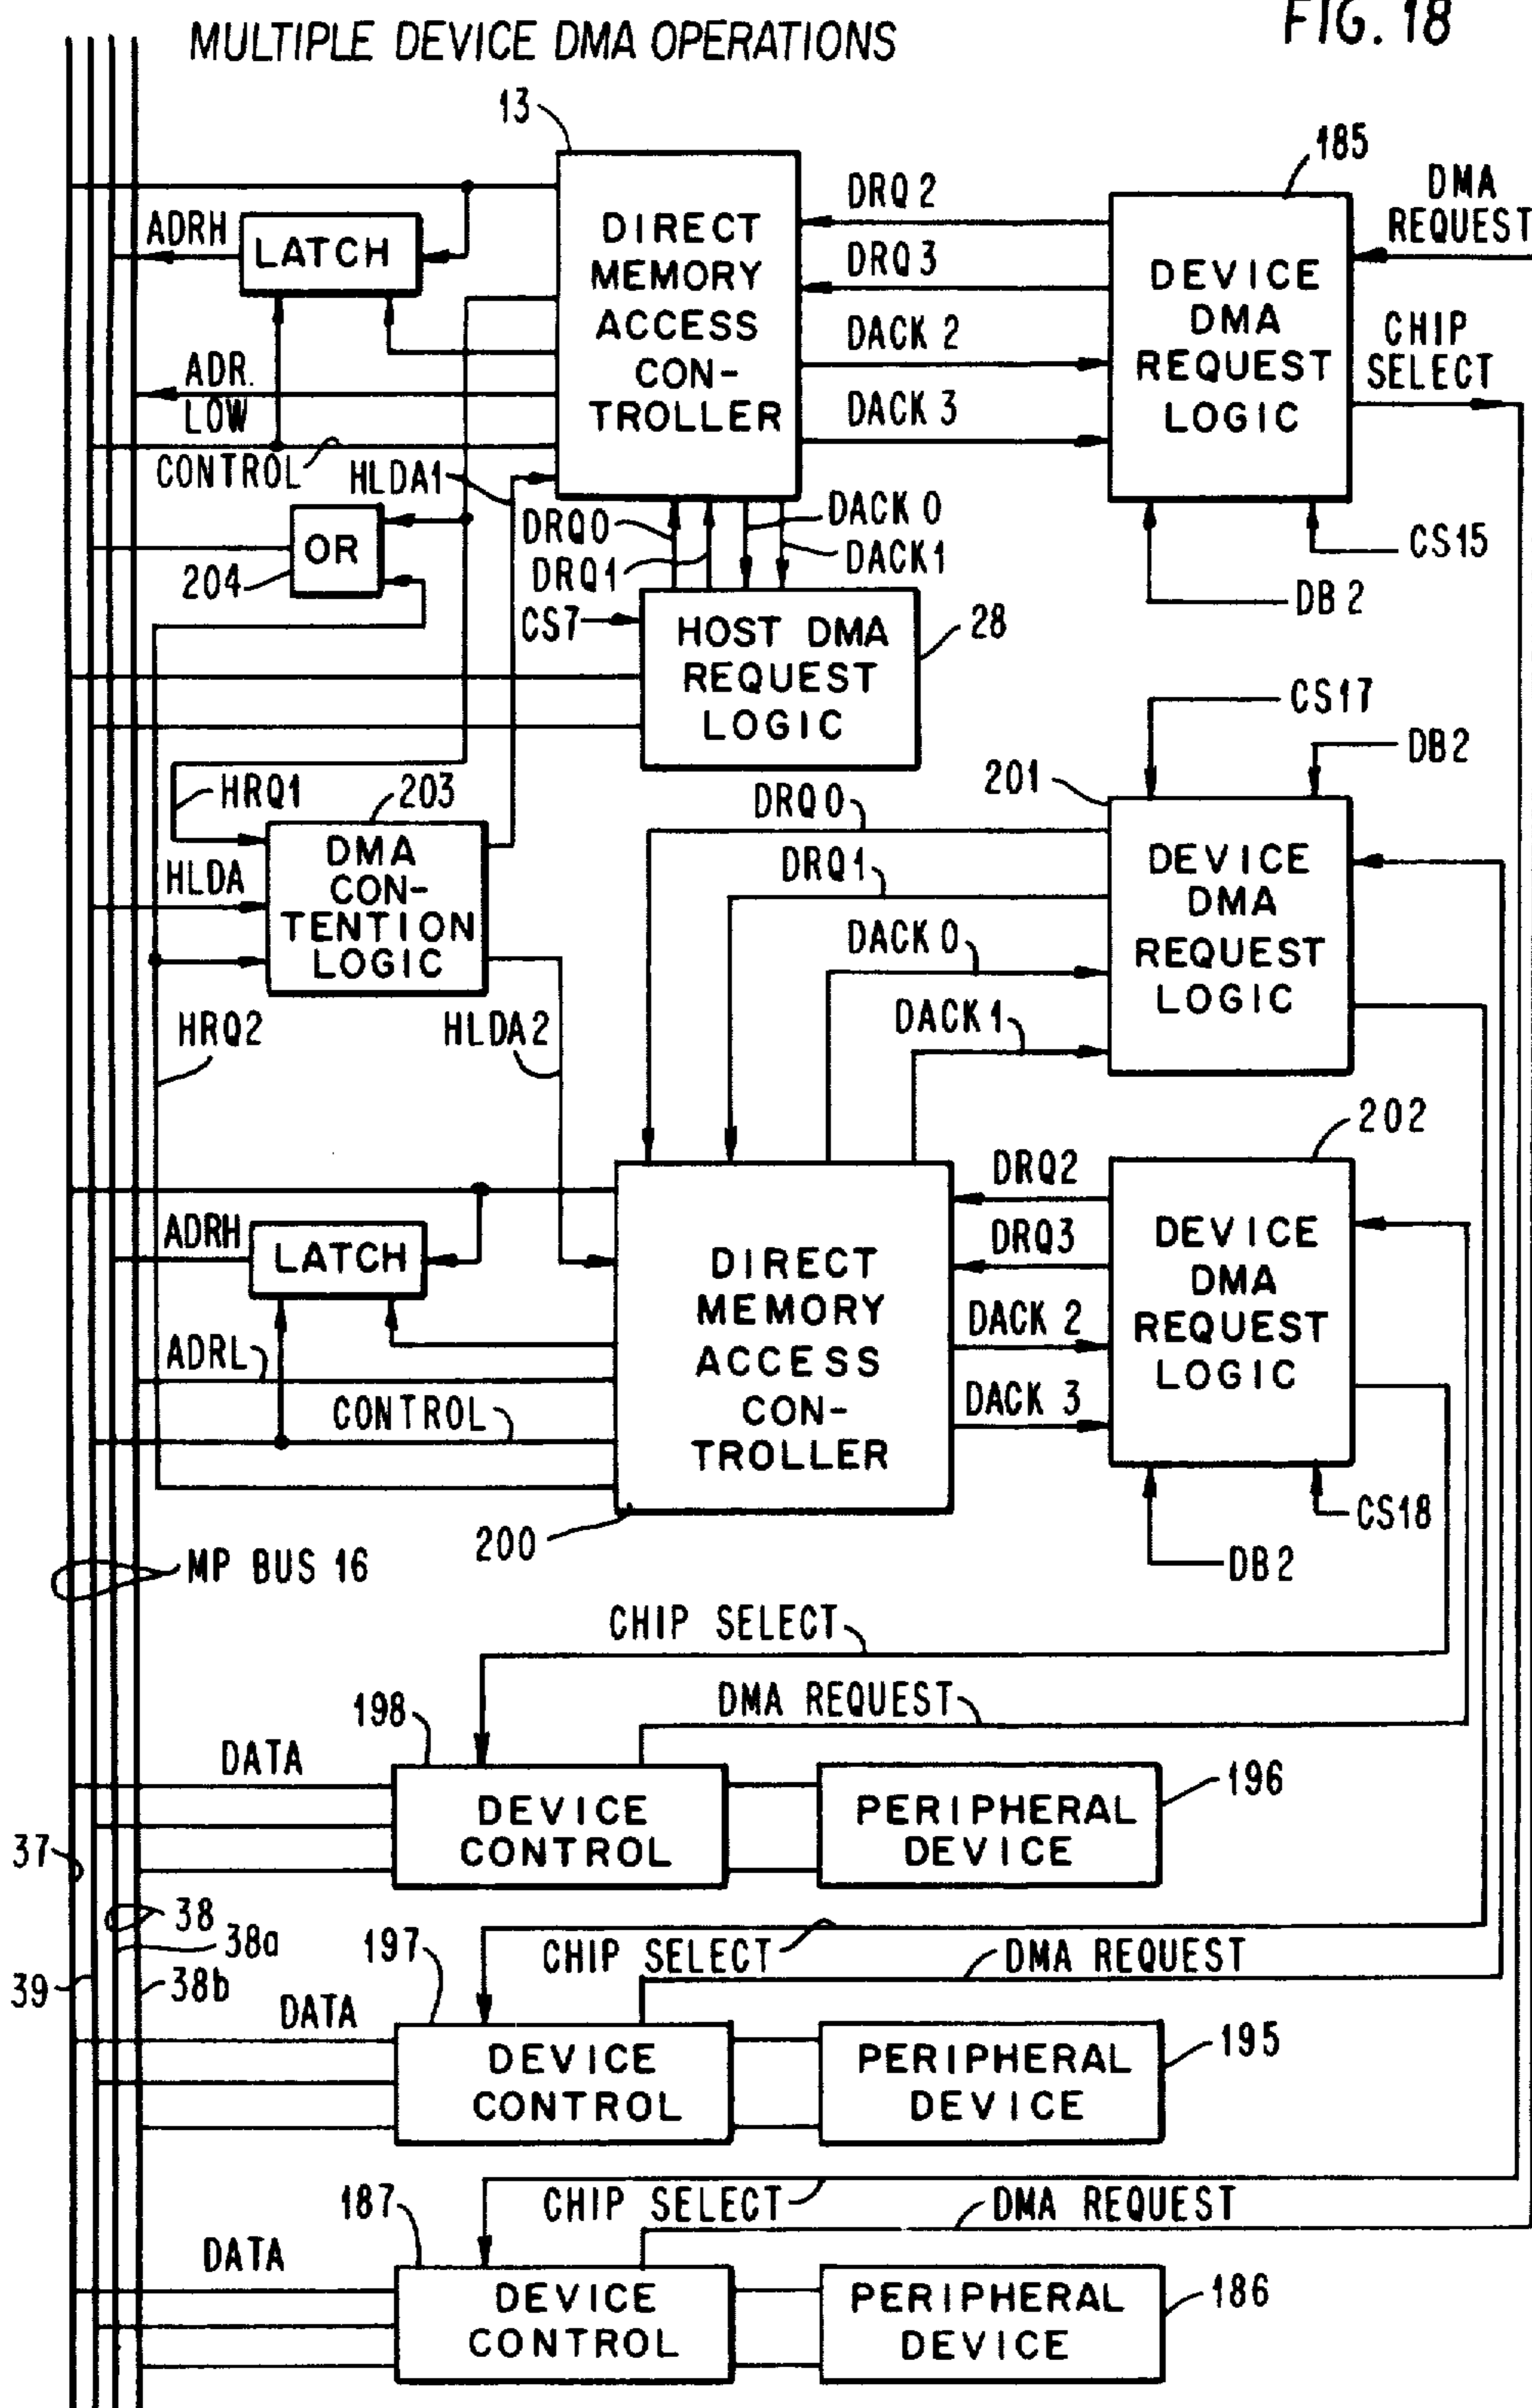 MULTIPLE DEVICE DMA OPERATIONS
FIG. 18
13
185
DMA
REQUEST
DRQ 2
DRQ 3
DACK 2
DACK 3
DIRECT
MEMORY
ACCESS
CON-
TROLLER
DEVICE
DMA
REQUEST
LOGIC
CHIP
SELECT
ADRH
LATCH
ADR.
LOW
CONTROL
HLDA1
DRQ0
DRQ1
DACK 0
DACK1
CS15
DB 2
OR
204
CS7
HOST DMA
REQUEST
LOGIC
28
CS17
DB2
201
HRQ1
203
DMA
CON-
TENTION
LOGIC
HLDA
HRQ2
HLDA2
DRQ0
DRQ1
DACK 0
DACK1
DEVICE
DMA
REQUEST
LOGIC
202
ADRH
LATCH
ADRL
CONTROL
DIRECT
MEMORY
ACCESS
CON-
TROLLER
200
DRQ2
DRQ3
DACK 2
DACK 3
DEVICE
DMA
REQUEST
LOGIC
CS18
DB2
MP BUS 16
CHIP SELECT
DMA REQUEST
198
DATA
DEVICE
CONTROL
PERIPHERAL
DEVICE
196
37
38
38a
39
38b
197
CHIP SELECT
DMA REQUEST
DATA
DEVICE
CONTROL
PERIPHERAL
DEVICE
195
187
CHIP SELECT
DMA REQUEST
DATA
DEVICE
CONTROL
PERIPHERAL
DEVICE
186